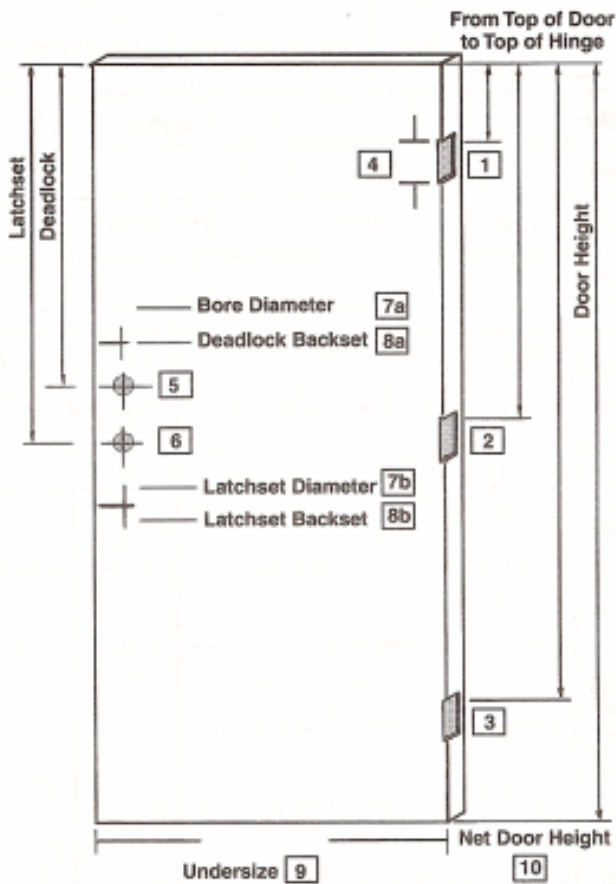 From Top of Door
to Top of Hinge
Latchset
Deadlock
Door Height
4
1
Bore Diameter 7a
Deadlock Backset 8a
5
6
2
Latchset Diameter 7b
Latchset Backset 8b
3
Net Door Height
Undersize 9
10